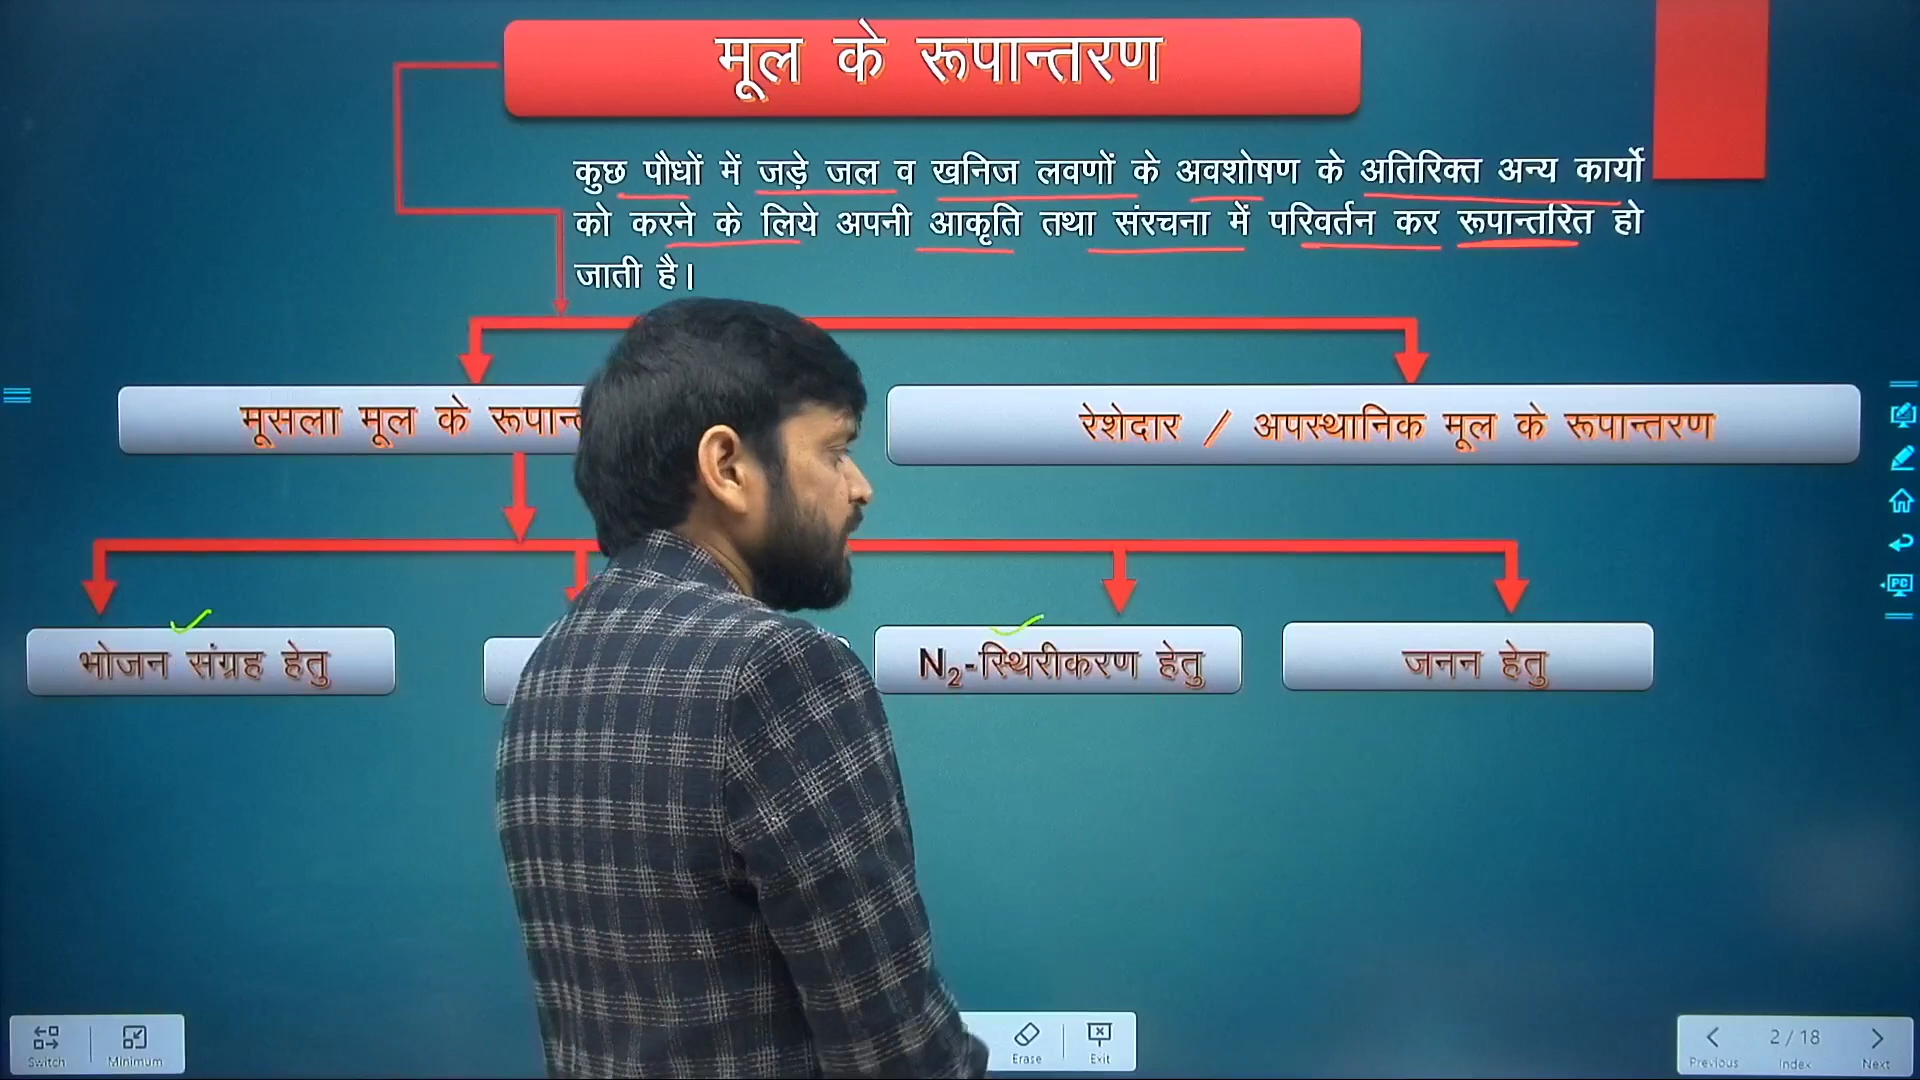 मूल के रूपान्तरण
कुछ पौधों में जड़े जल व खनिज लवणों के अवशोषण के अतिरिक्त अन्य कार्यो
को करने के लिये अपनी आकृति तथा संरचना में परिवर्तन कर रूपान्तरित हो
जाती है।
मूसला मूल के
रेशेदार / अपस्थानिक मूल के रूपान्तरण
भोजन संग्रह हेतु
N₂-स्थिरीकरण हेतु
जनन हेतु
PC
Switch
Minimum
Erase
Exit
2 / 18
Previous
Index
Next